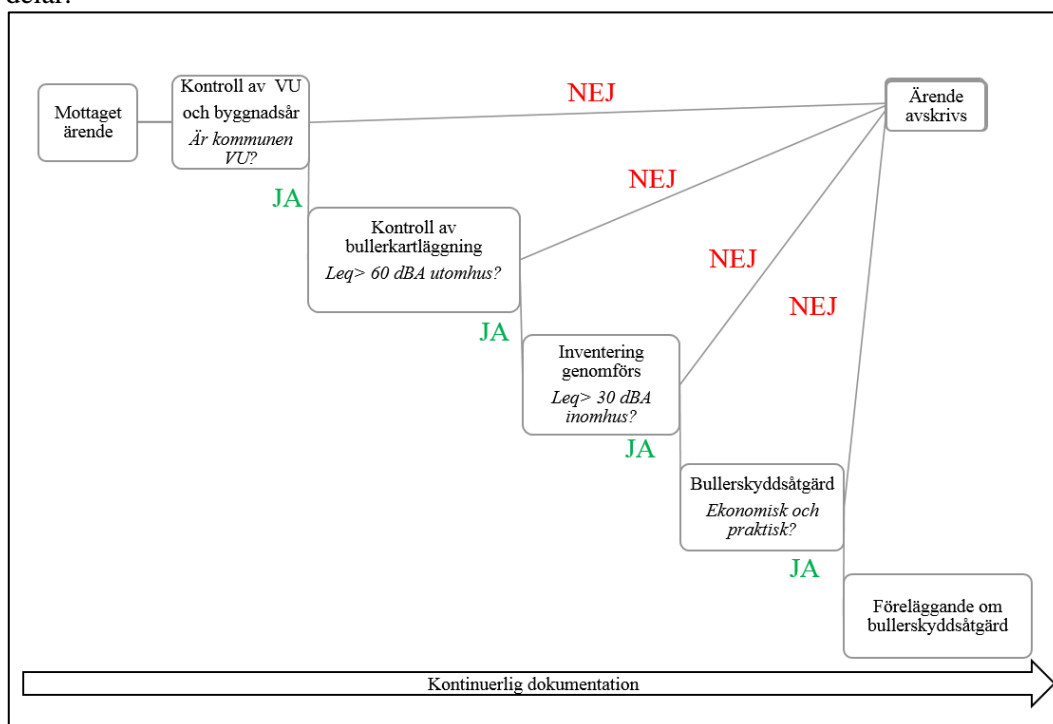 delar:
Mottaget
ärende
Kontroll av VU
och byggnadsår
Är kommunen
VU?
NEJ
Ärende
avskrivs
JA
NEJ
Kontroll av
bullerkartläggning
Leq> 60 dBA utomhus?
NEJ
NEJ
JA
Inventering
genomförs
Leq> 30 dBA
inomhus?
JA
Bullerskyddsåtgärd
Ekonomisk och
praktisk?
JA
Föreläggande om
bullerskyddsåtgärd
Kontinuerlig dokumentation